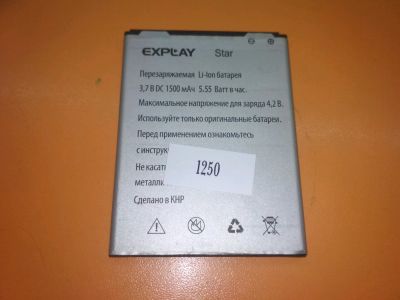 EXPLAY Star
Перезаряжаемая Li-Ion батарея
3,7 В DC 1500 мАч 5,55 Ватт в час.
Максимальное напряжение для заряда 4,2 В.
Используйте только оригинальные батареи.
Перед применением ознакомьтесь
с инструк
Не касат
металли
1250
Сделано в КНР